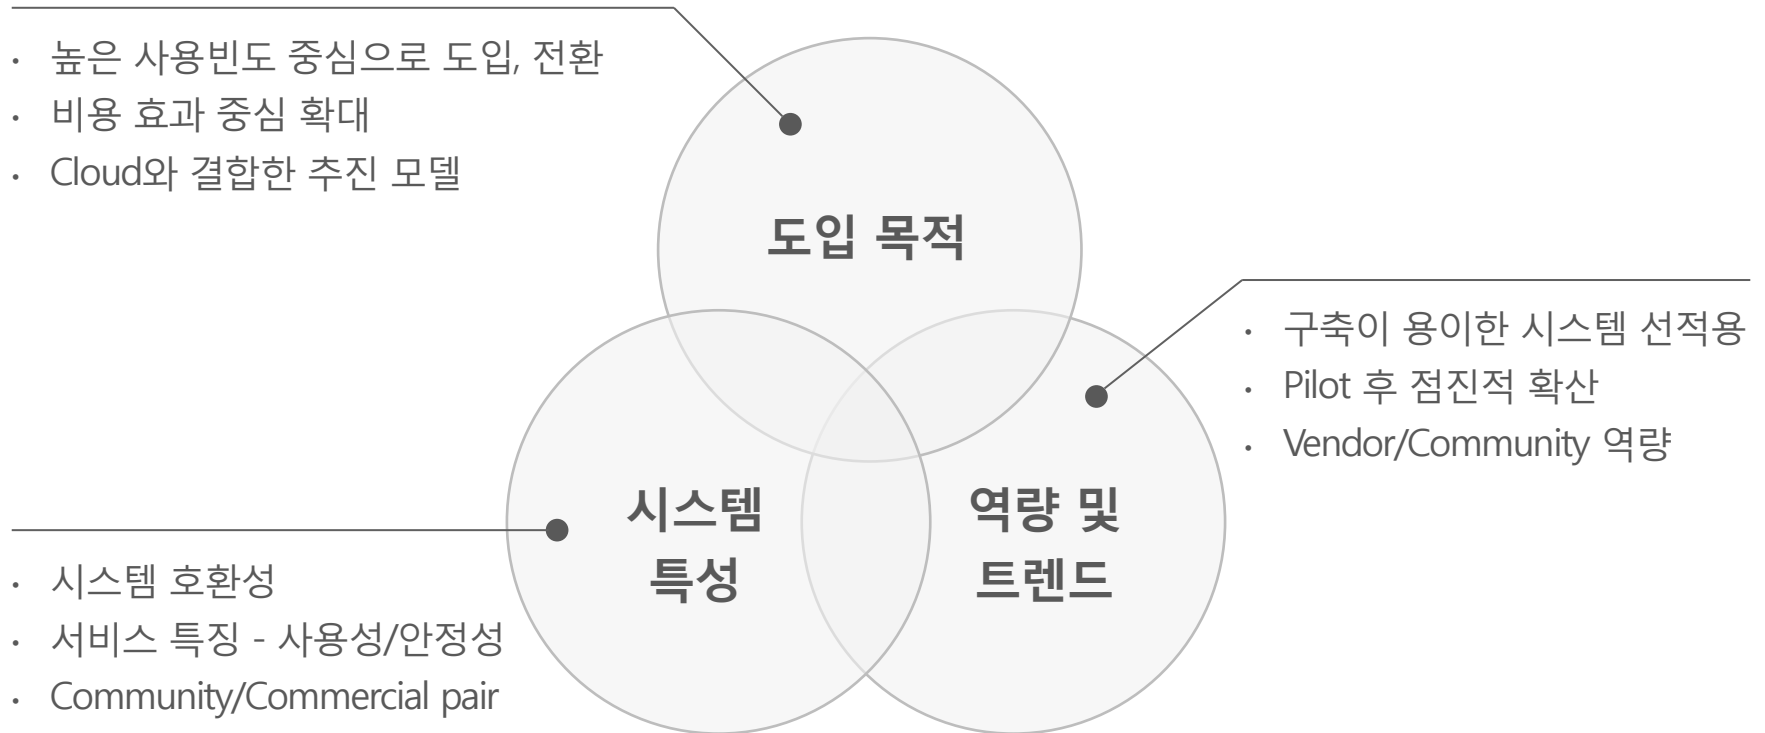 · 높은 사용빈도 중심으로 도입, 전환
· 비용 효과 중심 확대
· Cloud와 결합한 추진 모델
도입 목적
· 구축이 용이한 시스템 선적용
· Pilot 후 점진적 확산
· Vendor/Community 역량
시스템
특성
역량 및
트렌드
· 시스템 호환성
· 서비스 특징 - 사용성/안정성
· Community/Commercial pair